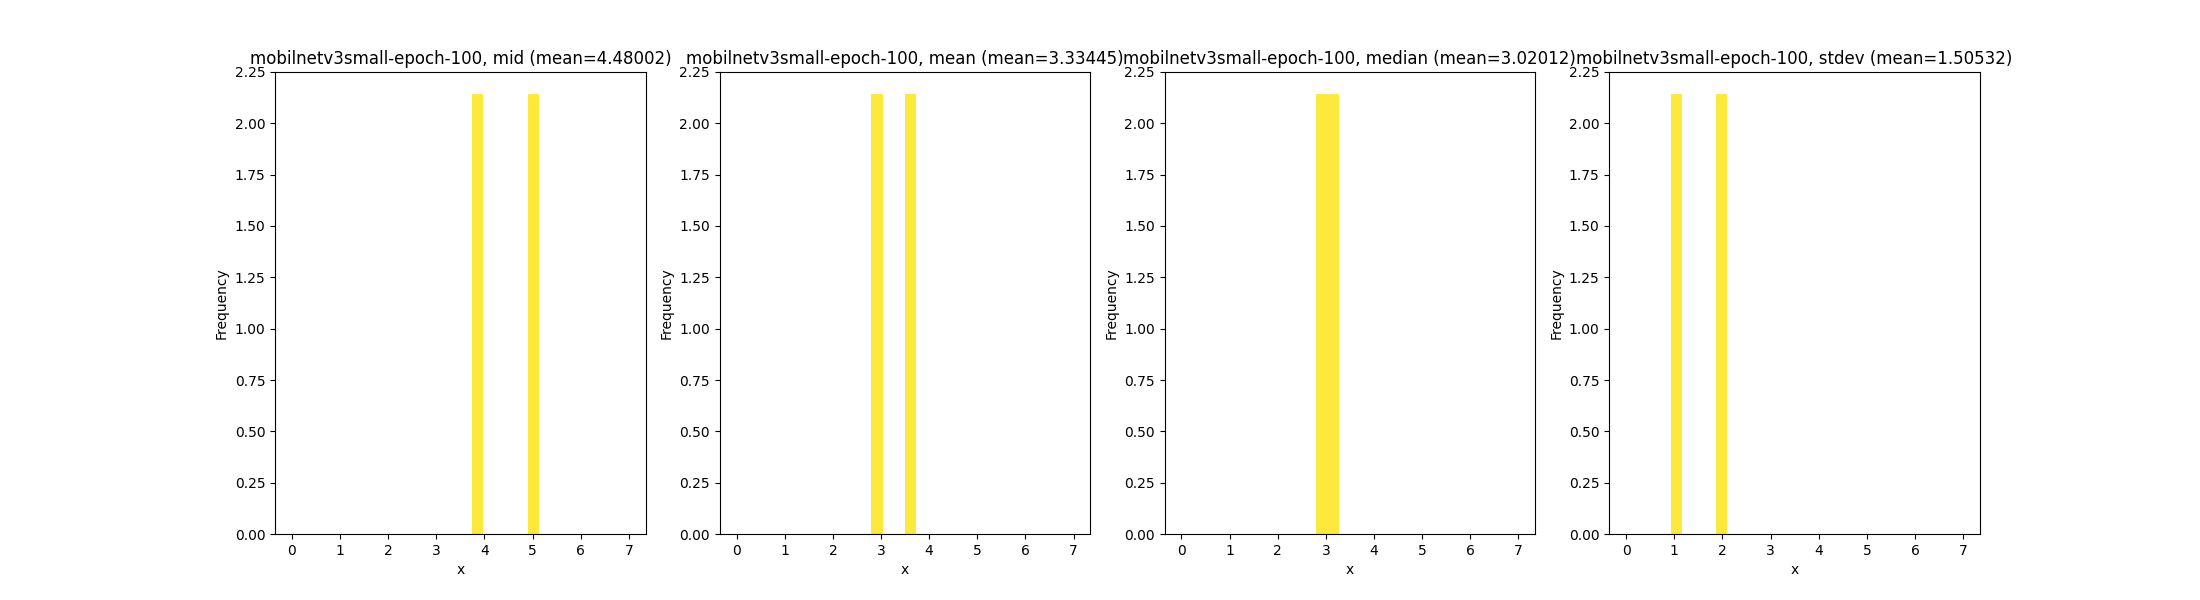 mobilnetv3small-epoch-100, mid (mean=4.48002)
2.25
2.00
1.75
1.50
1.25
1.00
0.75
0.50
0.25
0.00
Frequency
0 1 2 3 4 5 6 7
x
mobilnetv3small-epoch-100, mean (mean=3.33445)
2.25
2.00
1.75
1.50
1.25
1.00
0.75
0.50
0.25
0.00
Frequency
0 1 2 3 4 5 6 7
x
mobilnetv3small-epoch-100, median (mean=3.02012)
2.25
2.00
1.75
1.50
1.25
1.00
0.75
0.50
0.25
0.00
Frequency
0 1 2 3 4 5 6 7
x
mobilnetv3small-epoch-100, stdev (mean=1.50532)
2.25
2.00
1.75
1.50
1.25
1.00
0.75
0.50
0.25
0.00
Frequency
0 1 2 3 4 5 6 7
x